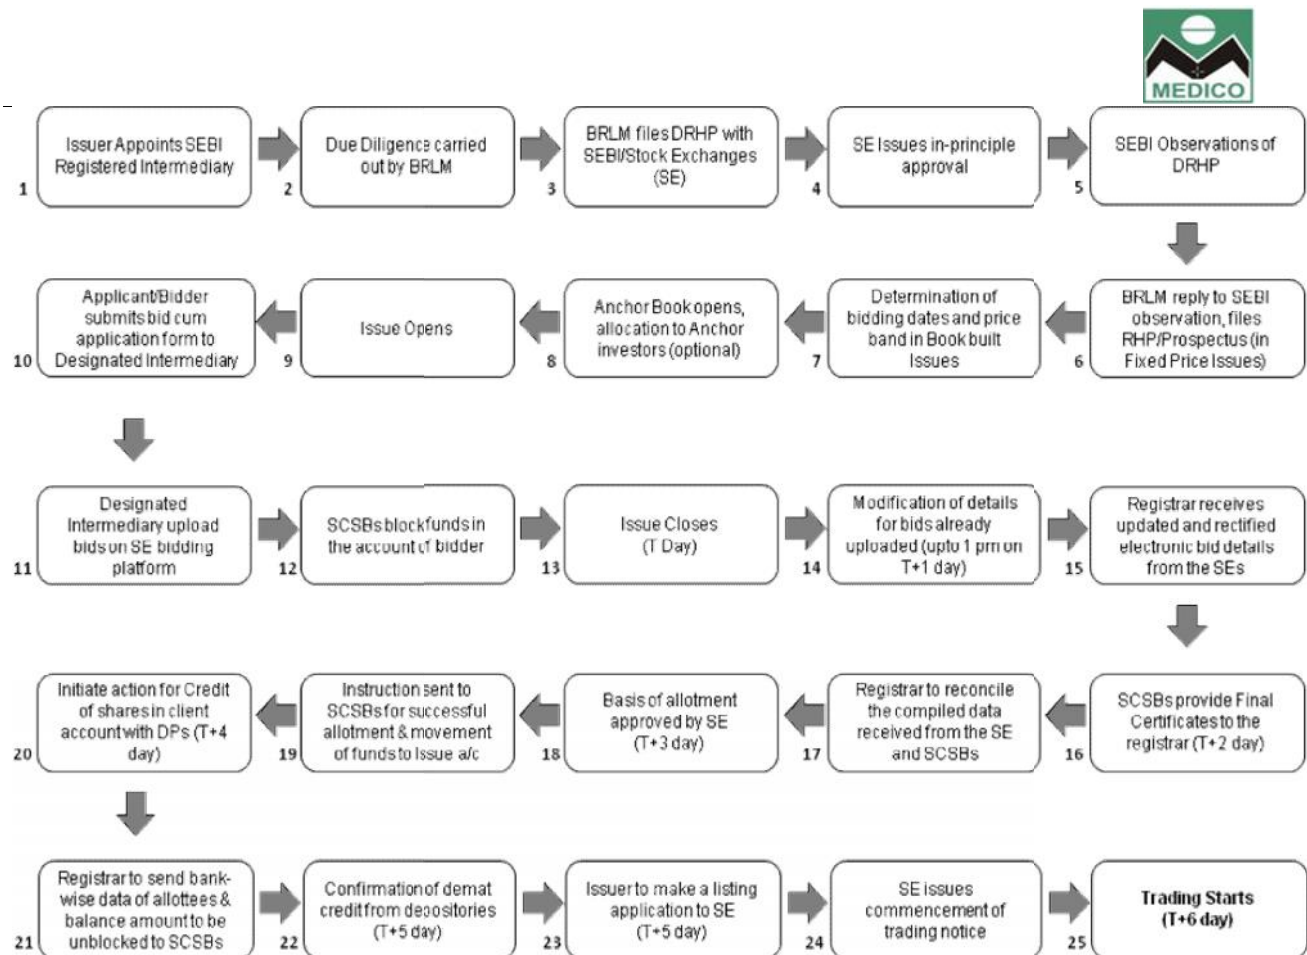 MEDICO
Issuer Appoints SEBI
Registered Intermediary
1
Due Diligence carried
out by BRLM
2
BRLM files DRHP with
SEBI/Stock Exchanges
(SE)
3
SE Issues in-principle
approval
4
SEBI Observations of
DRHP
5
BRLM reply to SEBI
observation, files
RHP/Prospectus (in
Fixed Price Issues)
6
Determination of
bidding dates and price
band in Book built
Issues
7
Anchor Book opens,
allocation to Anchor
investors (optional)
8
Issue Opens
9
Applicant/Bidder
submits bid cum
application form to
Designated Intermediary
10
Designated
Intermediary upload
bids on SE bidding
platform
11
SCSBs block funds in
the account of bidder
12
Issue Closes
(T Day)
13
Modification of details
for bids already
uploaded (upto 1 pm on
T+1 day)
14
Registrar receives
updated and rectified
electronic bid details
from the SEs
15
SCSBs provide Final
Certificates to the
registrar (T+2 day)
16
Registrar to reconcile
the compiled data
received from the SE
and SCSBs
17
Basis of allotment
approved by SE
(T+3 day)
18
Instruction sent to
SCSBs for successful
allotment & movement
of funds to Issue a/c
19
Initiate action for Credit
of shares in client
account with DPs (T+4
day)
20
Registrar to send bank-
wise data of allottees &
balance amount to be
unblocked to SCSBs
21
Confirmation of demat
credit from depositories
(T+5 day)
22
Issuer to make a listing
application to SE
(T+5 day)
23
SE issues
commencement of
trading notice
24
Trading Starts
(T+6 day)
25